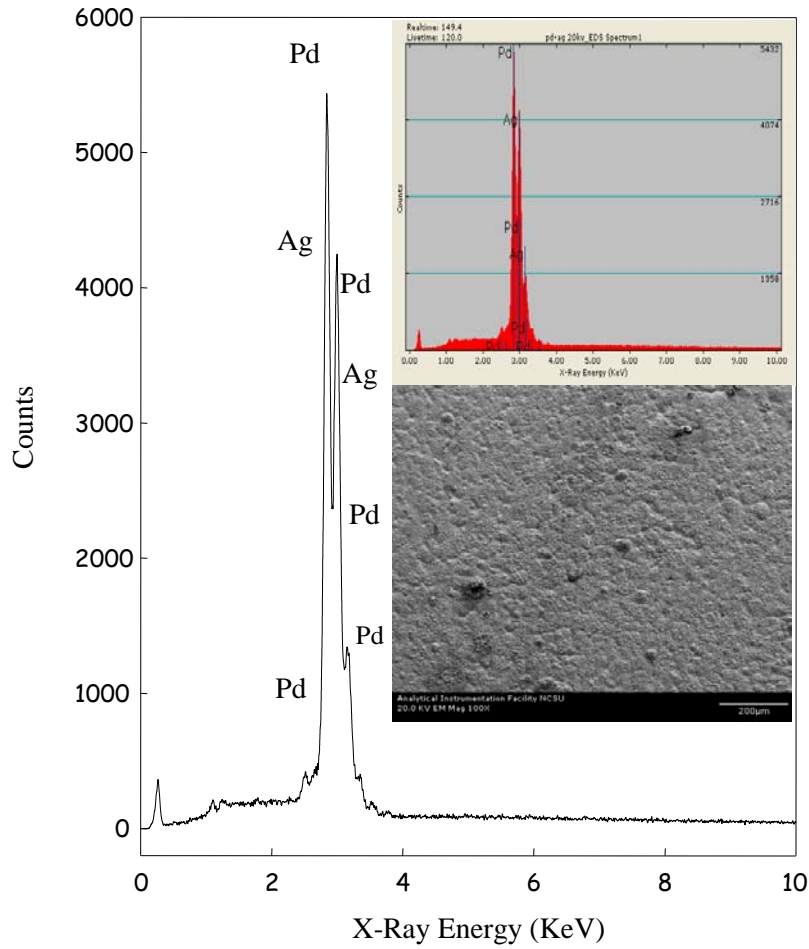 6000
5000
4000
3000
2000
1000
0
Counts
0 2 4 6 8 10
X-Ray Energy (KeV)
Pd
Ag
Pd
Ag
Pd
Pd
Pd
Realtime: 149.4
Livetime: 120.0
pd-ag 20kv_EDS Spectrum1
5432
4074
2716
1358
Counts
Pd
Ag
Pd
Ag
Pd
0.00 1.00 2.00 3.00 4.00 5.00 6.00 7.00 8.00 9.00 10.00
X-Ray Energy (KeV)
Analytical Instrumentation Facility NCSU
20.0 KV EM Mag 100X
200µm